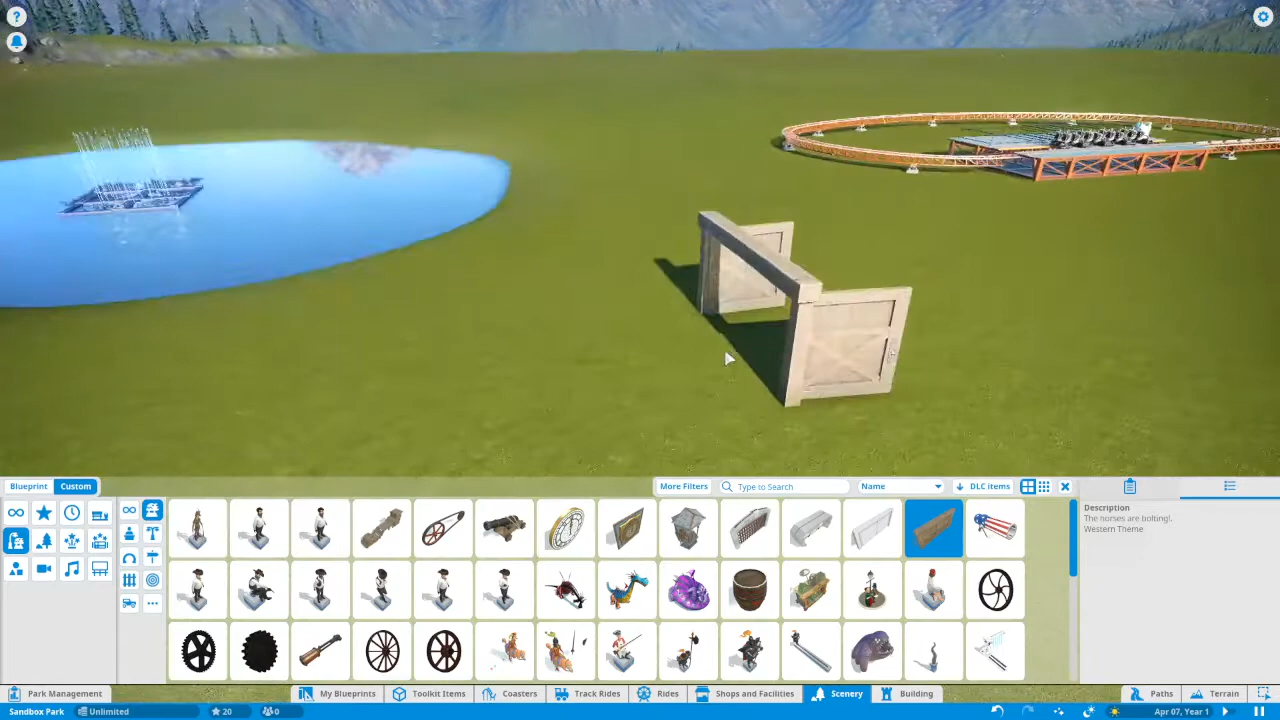 ?
Blueprint
Custom
More Filters
Type to Search
Name
DLC items
Description
The horses are bolting!.
Western Theme
Park Management
My Blueprints
Toolkit Items
Coasters
Track Rides
Rides
Shops and Facilities
Scenery
Building
Paths
Terrain
Sandbox Park
Unlimited
20
0
Apr 07, Year 1